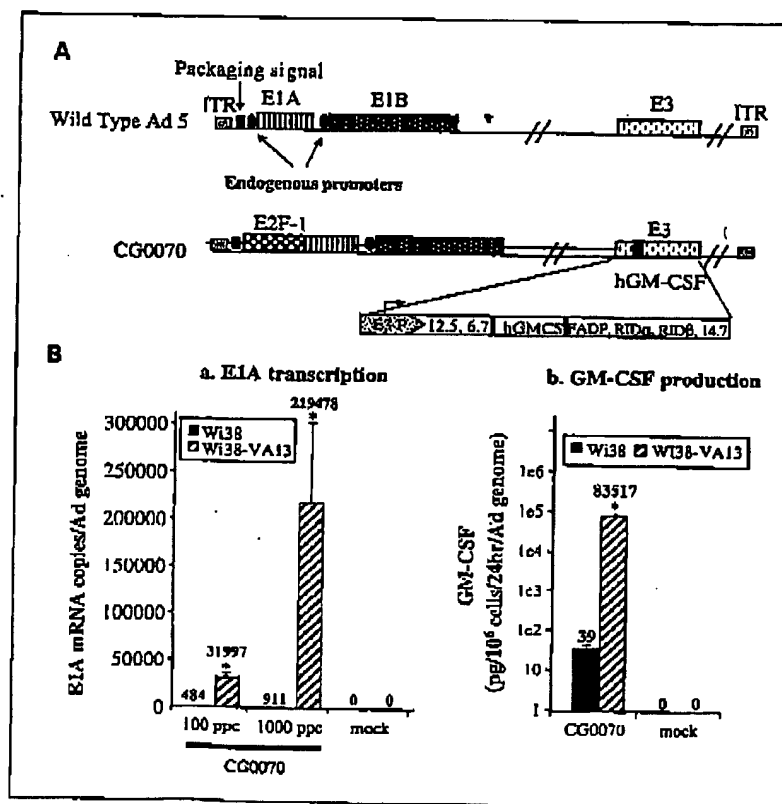 A
Packaging signal
ITR E1A E1B E3 ITR
Wild Type Ad 5
Endogenous promoters
E2F-1 E3
CG0070
hGM-CSF
12.5, 6.7 hGMCS FADP, RIDα, RIDβ, 14.7
B
a. E1A transcription
E1A mRNA copies/Ad genome
300000
250000
200000
150000
100000
50000
0
Wi38
Wi38-VA13
219478
*
31997
*
484
911
0 0
100 ppc 1000 ppc mock
CG0070
b. GM-CSF production
GM-CSF
(pg/10⁶ cells/24hr/Ad genome)
Wi38 WI38-VA13
1e6
1e5
1e4
1e3
1e2
10
1
83517
*
39
0 0
CG0070 mock